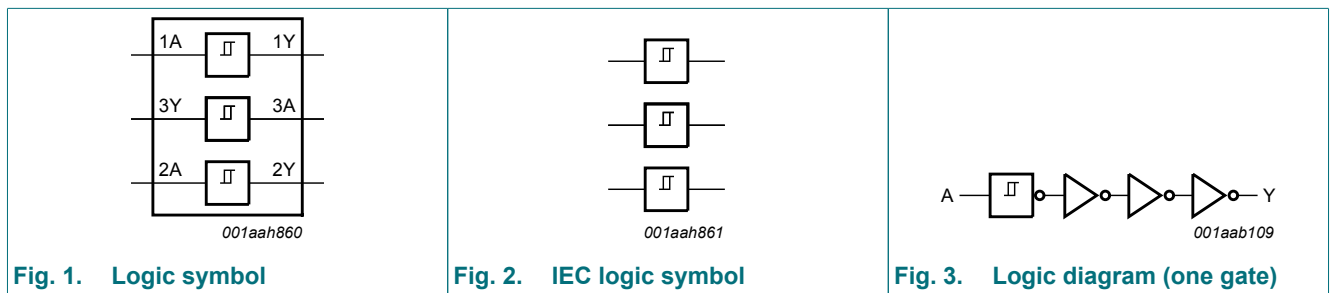 1A 1Y
3Y 3A
2A 2Y
001aah860
Fig. 1. Logic symbol
001aah861
Fig. 2. IEC logic symbol
A Y
001aab109
Fig. 3. Logic diagram (one gate)